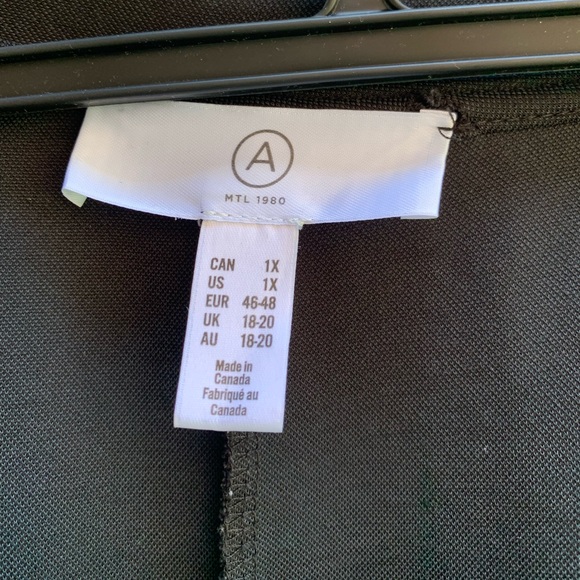 A
MTL 1980
CAN 1X
US 1X
EUR 46-48
UK 18-20
AU 18-20
Made in
Canada
Fabriqué au
Canada